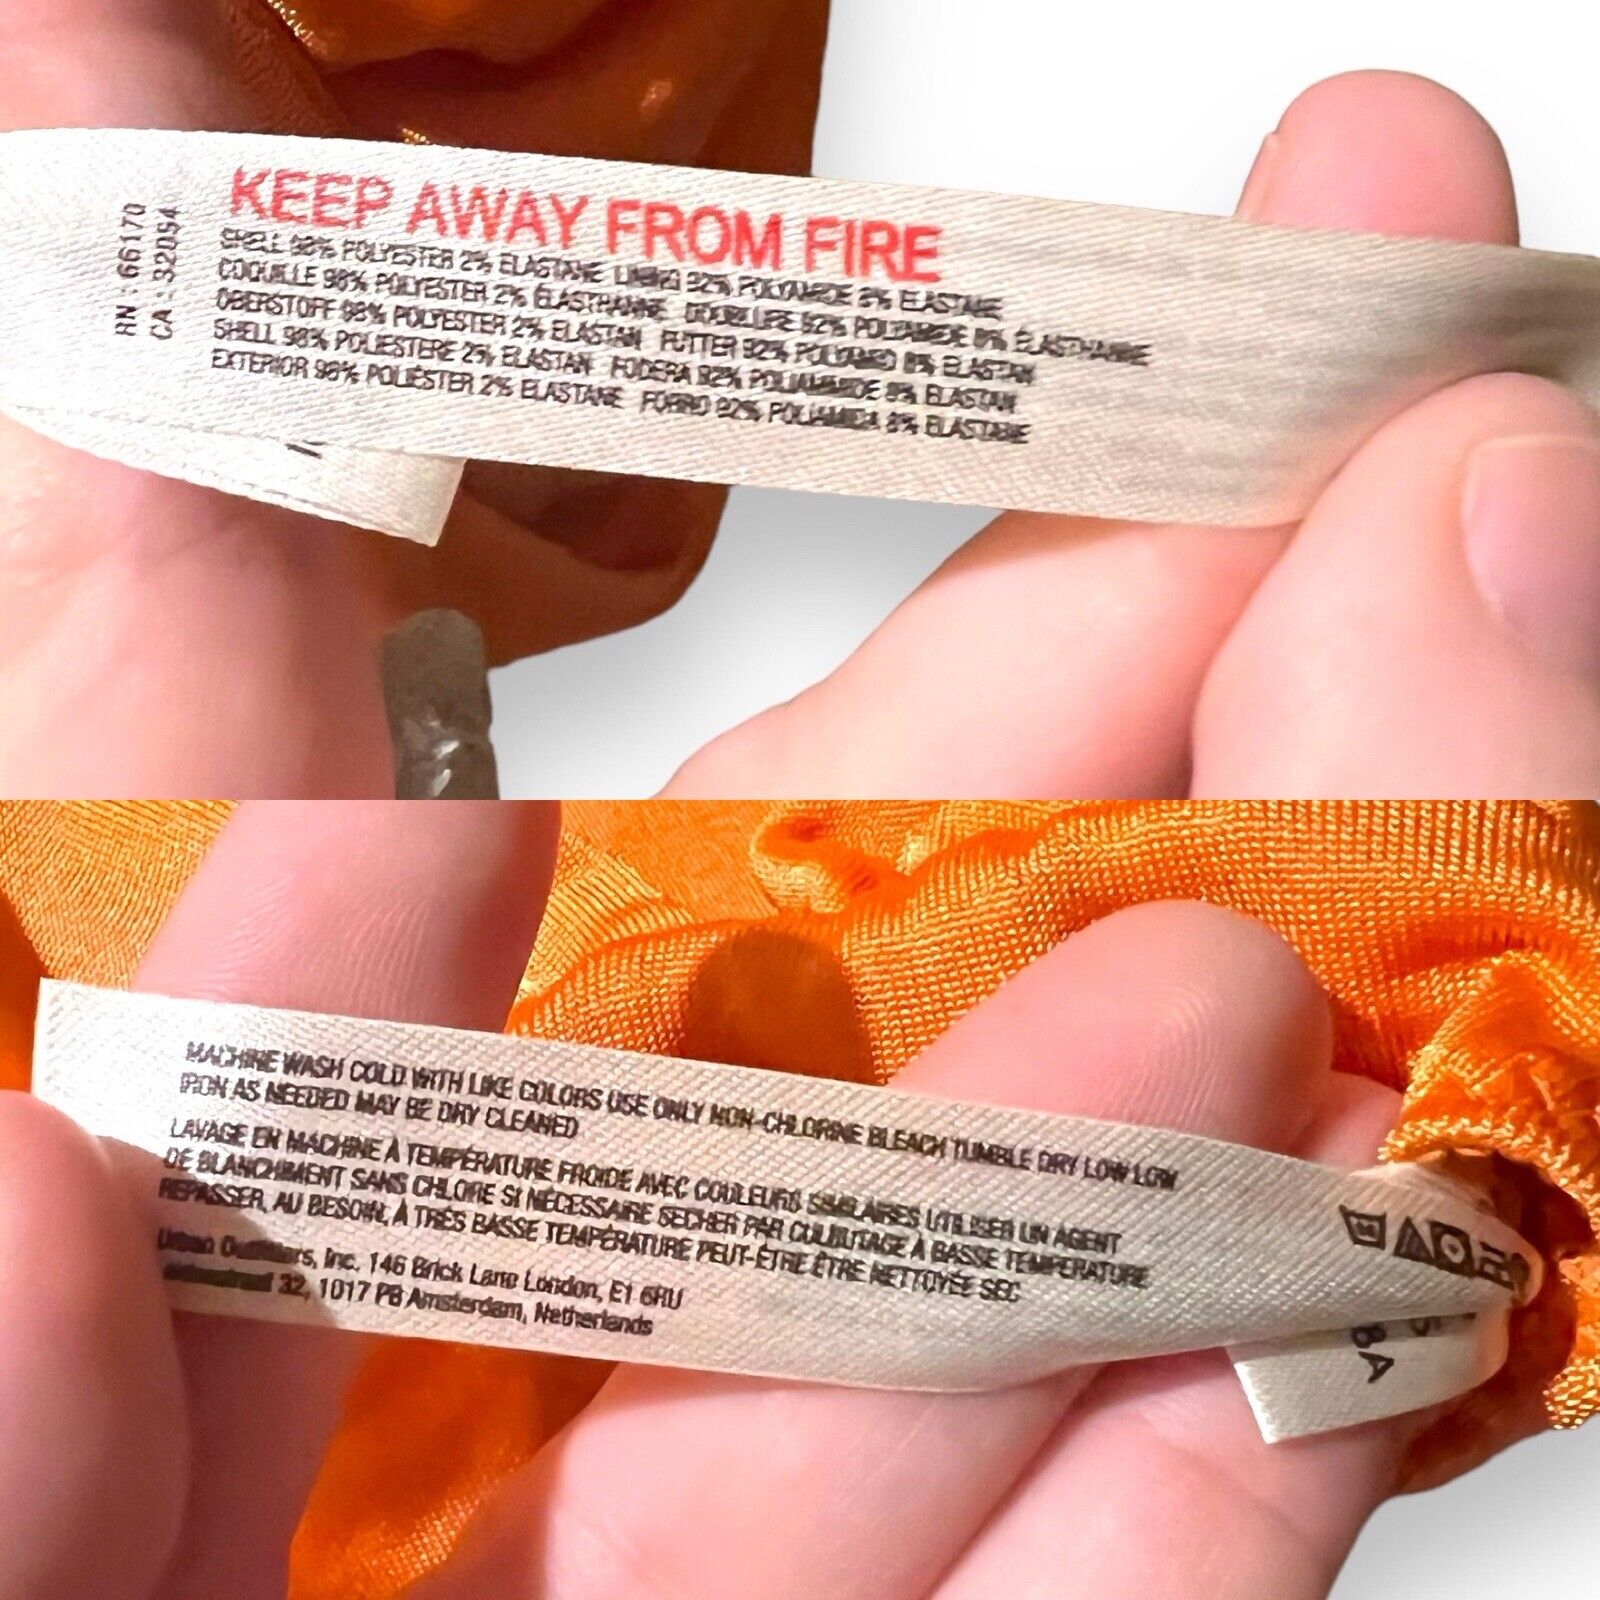 KEEP AWAY FROM FIRE
SHELL 98% POLYESTER 2% ELASTANE LINING 92% POLYAMIDE 8% ELASTANE
COQUILLE 98% POLYESTER 2% ÉLASTHANNE DOUBLURE 92% POLYAMIDE 8% ÉLASTHANNE
OBERSTOFF 98% POLYESTER 2% ELASTAN FUTTER 92% POLYAMID 8% ELASTAN
SHELL 98% POLIESTERE 2% ELASTAN FODERA 92% POLIAMMIDE 8% ELASTAN
EXTERIOR 98% POLIÉSTER 2% ELASTANE FORRO 92% POLIAMIDA 8% ELASTANE
RN : 66170
CA : 32054
MACHINE WASH COLD WITH LIKE COLORS USE ONLY NON-CHLORINE BLEACH TUMBLE DRY LOW LOW
IRON AS NEEDED MAY BE DRY CLEANED
LAVAGE EN MACHINE À TEMPÉRATURE FROIDE AVEC COULEURS SIMILAIRES UTILISER UN AGENT
DE BLANCHIMENT SANS CHLORE SI NÉCESSAIRE SECHER PAR CULBUTAGE À BASSE TEMPÉRATURE
REPASSER, AU BESOIN, À TRÈS BASSE TEMPÉRATURE PEUT-ÊTRE ÊTRE NETTOYÉE SEC
Urban Outfitters, Inc. 146 Brick Lane London, E1 6RU
32, 1017 PB Amsterdam, Netherlands
8A